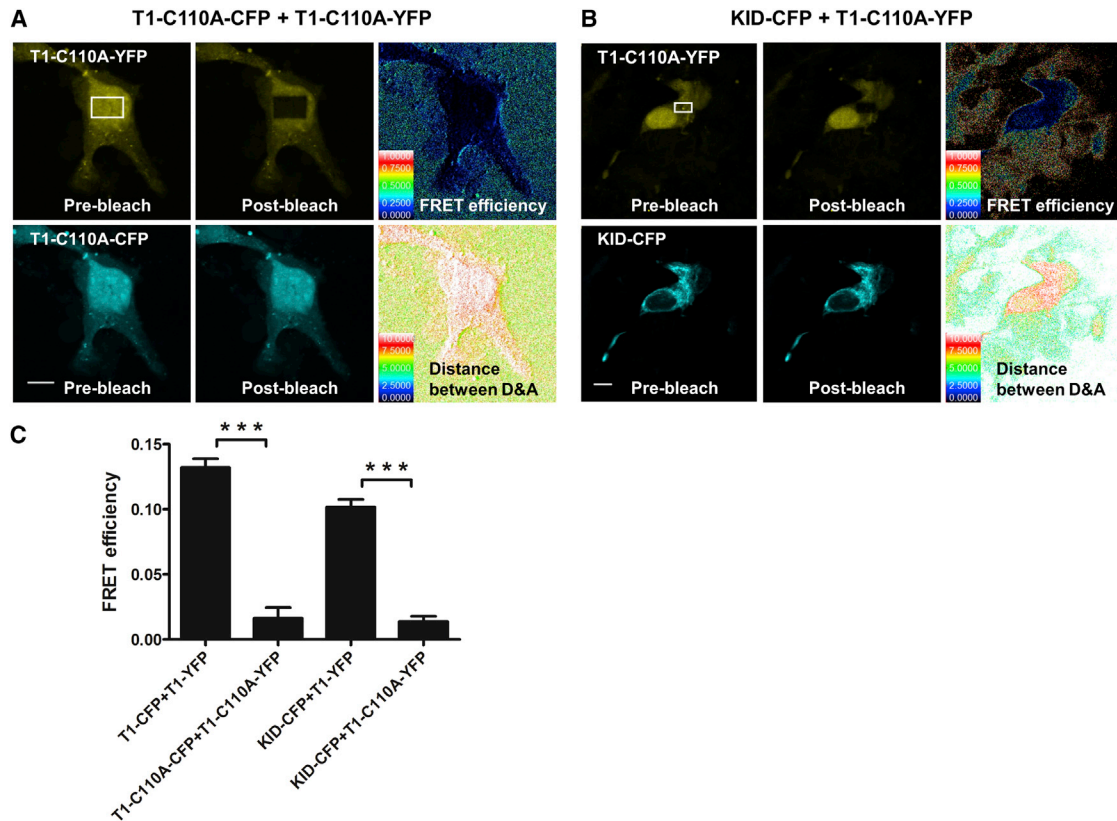 A
T1-C110A-CFP + T1-C110A-YFP
T1-C110A-YFP
Pre-bleach
Post-bleach
1.0000
0.7500
0.5000
0.2500
0.0000
FRET efficiency
T1-C110A-CFP
Pre-bleach
Post-bleach
10.0000
7.5000
5.0000
2.5000
0.0000
Distance
between D&A
B
KID-CFP + T1-C110A-YFP
T1-C110A-YFP
Pre-bleach
Post-bleach
1.0000
0.7500
0.5000
0.2500
0.0000
FRET efficiency
KID-CFP
Pre-bleach
Post-bleach
10.0000
7.5000
5.0000
2.5000
0.0000
Distance
between D&A
C
FRET efficiency
0.15
0.10
0.05
0.00
***
***
T1-CFP+T1-YFP
T1-C110A-CFP+T1-C110A-YFP
KID-CFP+T1-YFP
KID-CFP+T1-C110A-YFP